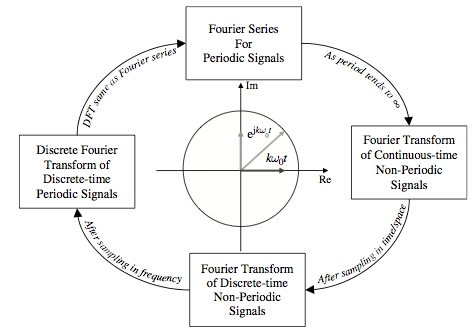 Fourier Series
For
Periodic Signals
As period tends to ∞
Fourier Transform
of Continuous-time
Non-Periodic
Signals
After sampling in time/space
Fourier Transform
of Discrete-time
Non-Periodic
Signals
After sampling in frequency
Discrete Fourier
Transform of
Discrete-time
Periodic Signals
DFT same as Fourier series
Im
e^{jkω₀t}
kω₀t
Re